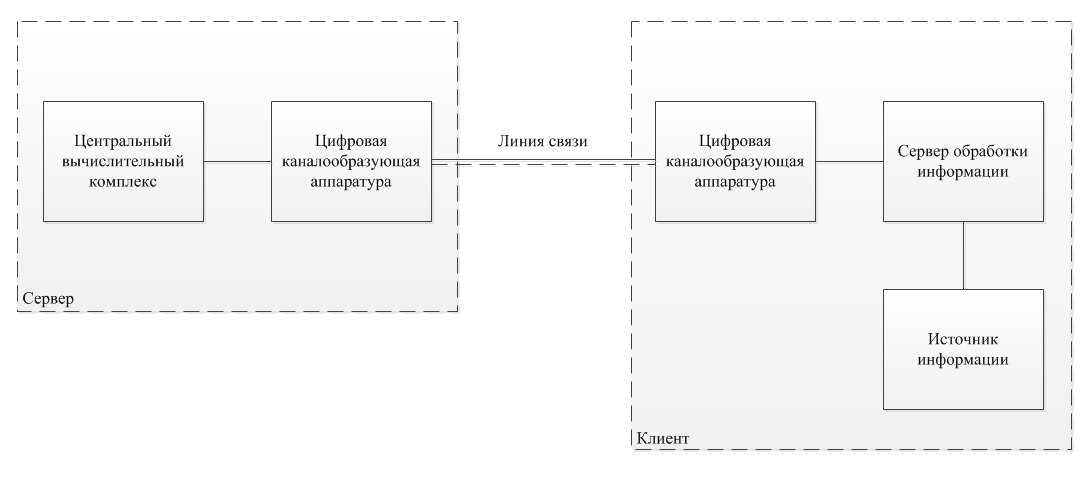 Центральный
вычислительный
комплекс
Цифровая
каналообразующая
аппаратура
Сервер
Линия связи
Цифровая
каналообразующая
аппаратура
Сервер обработки
информации
Источник
информации
Клиент